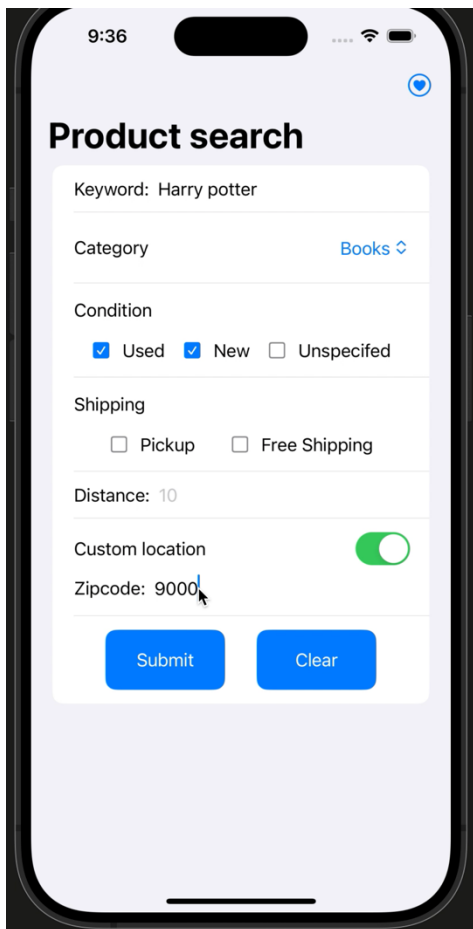 9:36
Product search
Keyword: Harry potter
Category Books
Condition
Used New Unspecifed
Shipping
Pickup Free Shipping
Distance: 10
Custom location
Zipcode: 9000
Submit Clear